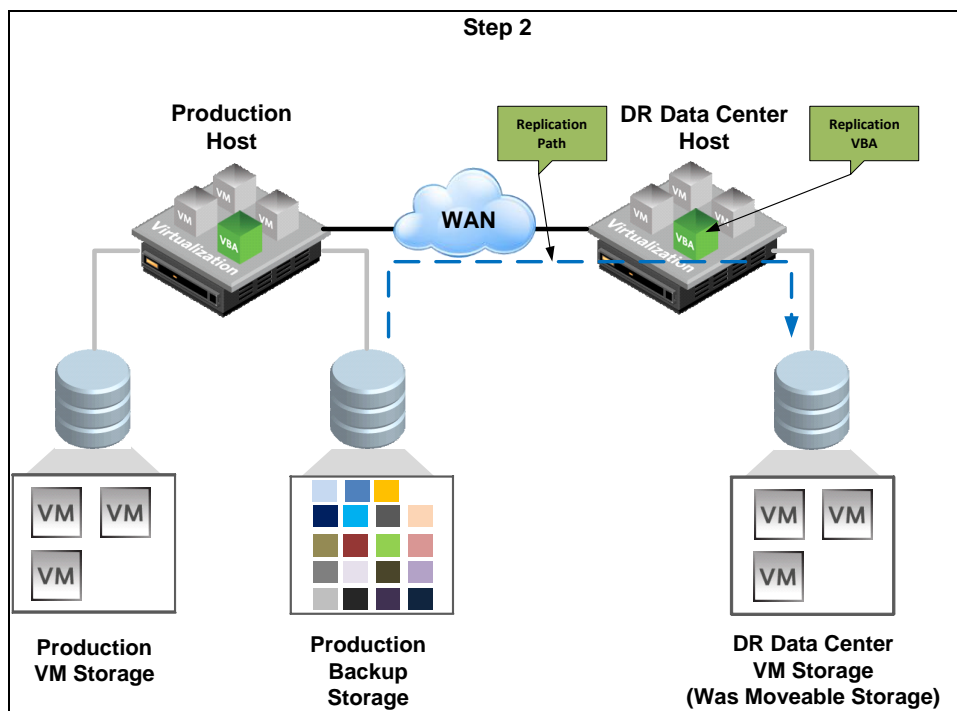 Step 2
Production
Host
Replication
Path
DR Data Center
Host
Replication
VBA
VM
VM
VM
VBA
Virtualization
WAN
VM
VM
VM
VBA
Virtualization
VM
VM
VM
VM
VM
VM
Production
VM Storage
Production
Backup
Storage
DR Data Center
VM Storage
(Was Moveable Storage)